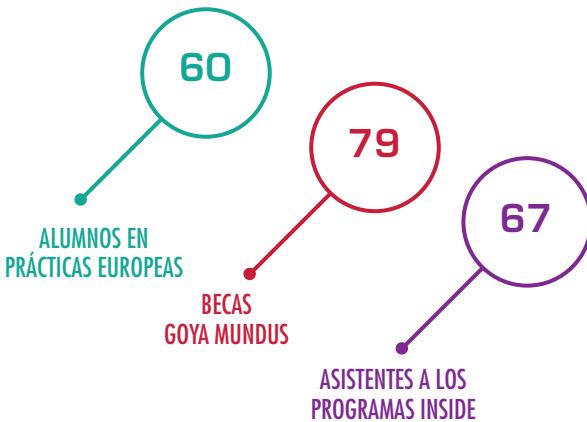 60
ALUMNOS EN
PRÁCTICAS EUROPEAS
79
BECAS
GOYA MUNDUS
67
ASISTENTES A LOS
PROGRAMAS INSIDE